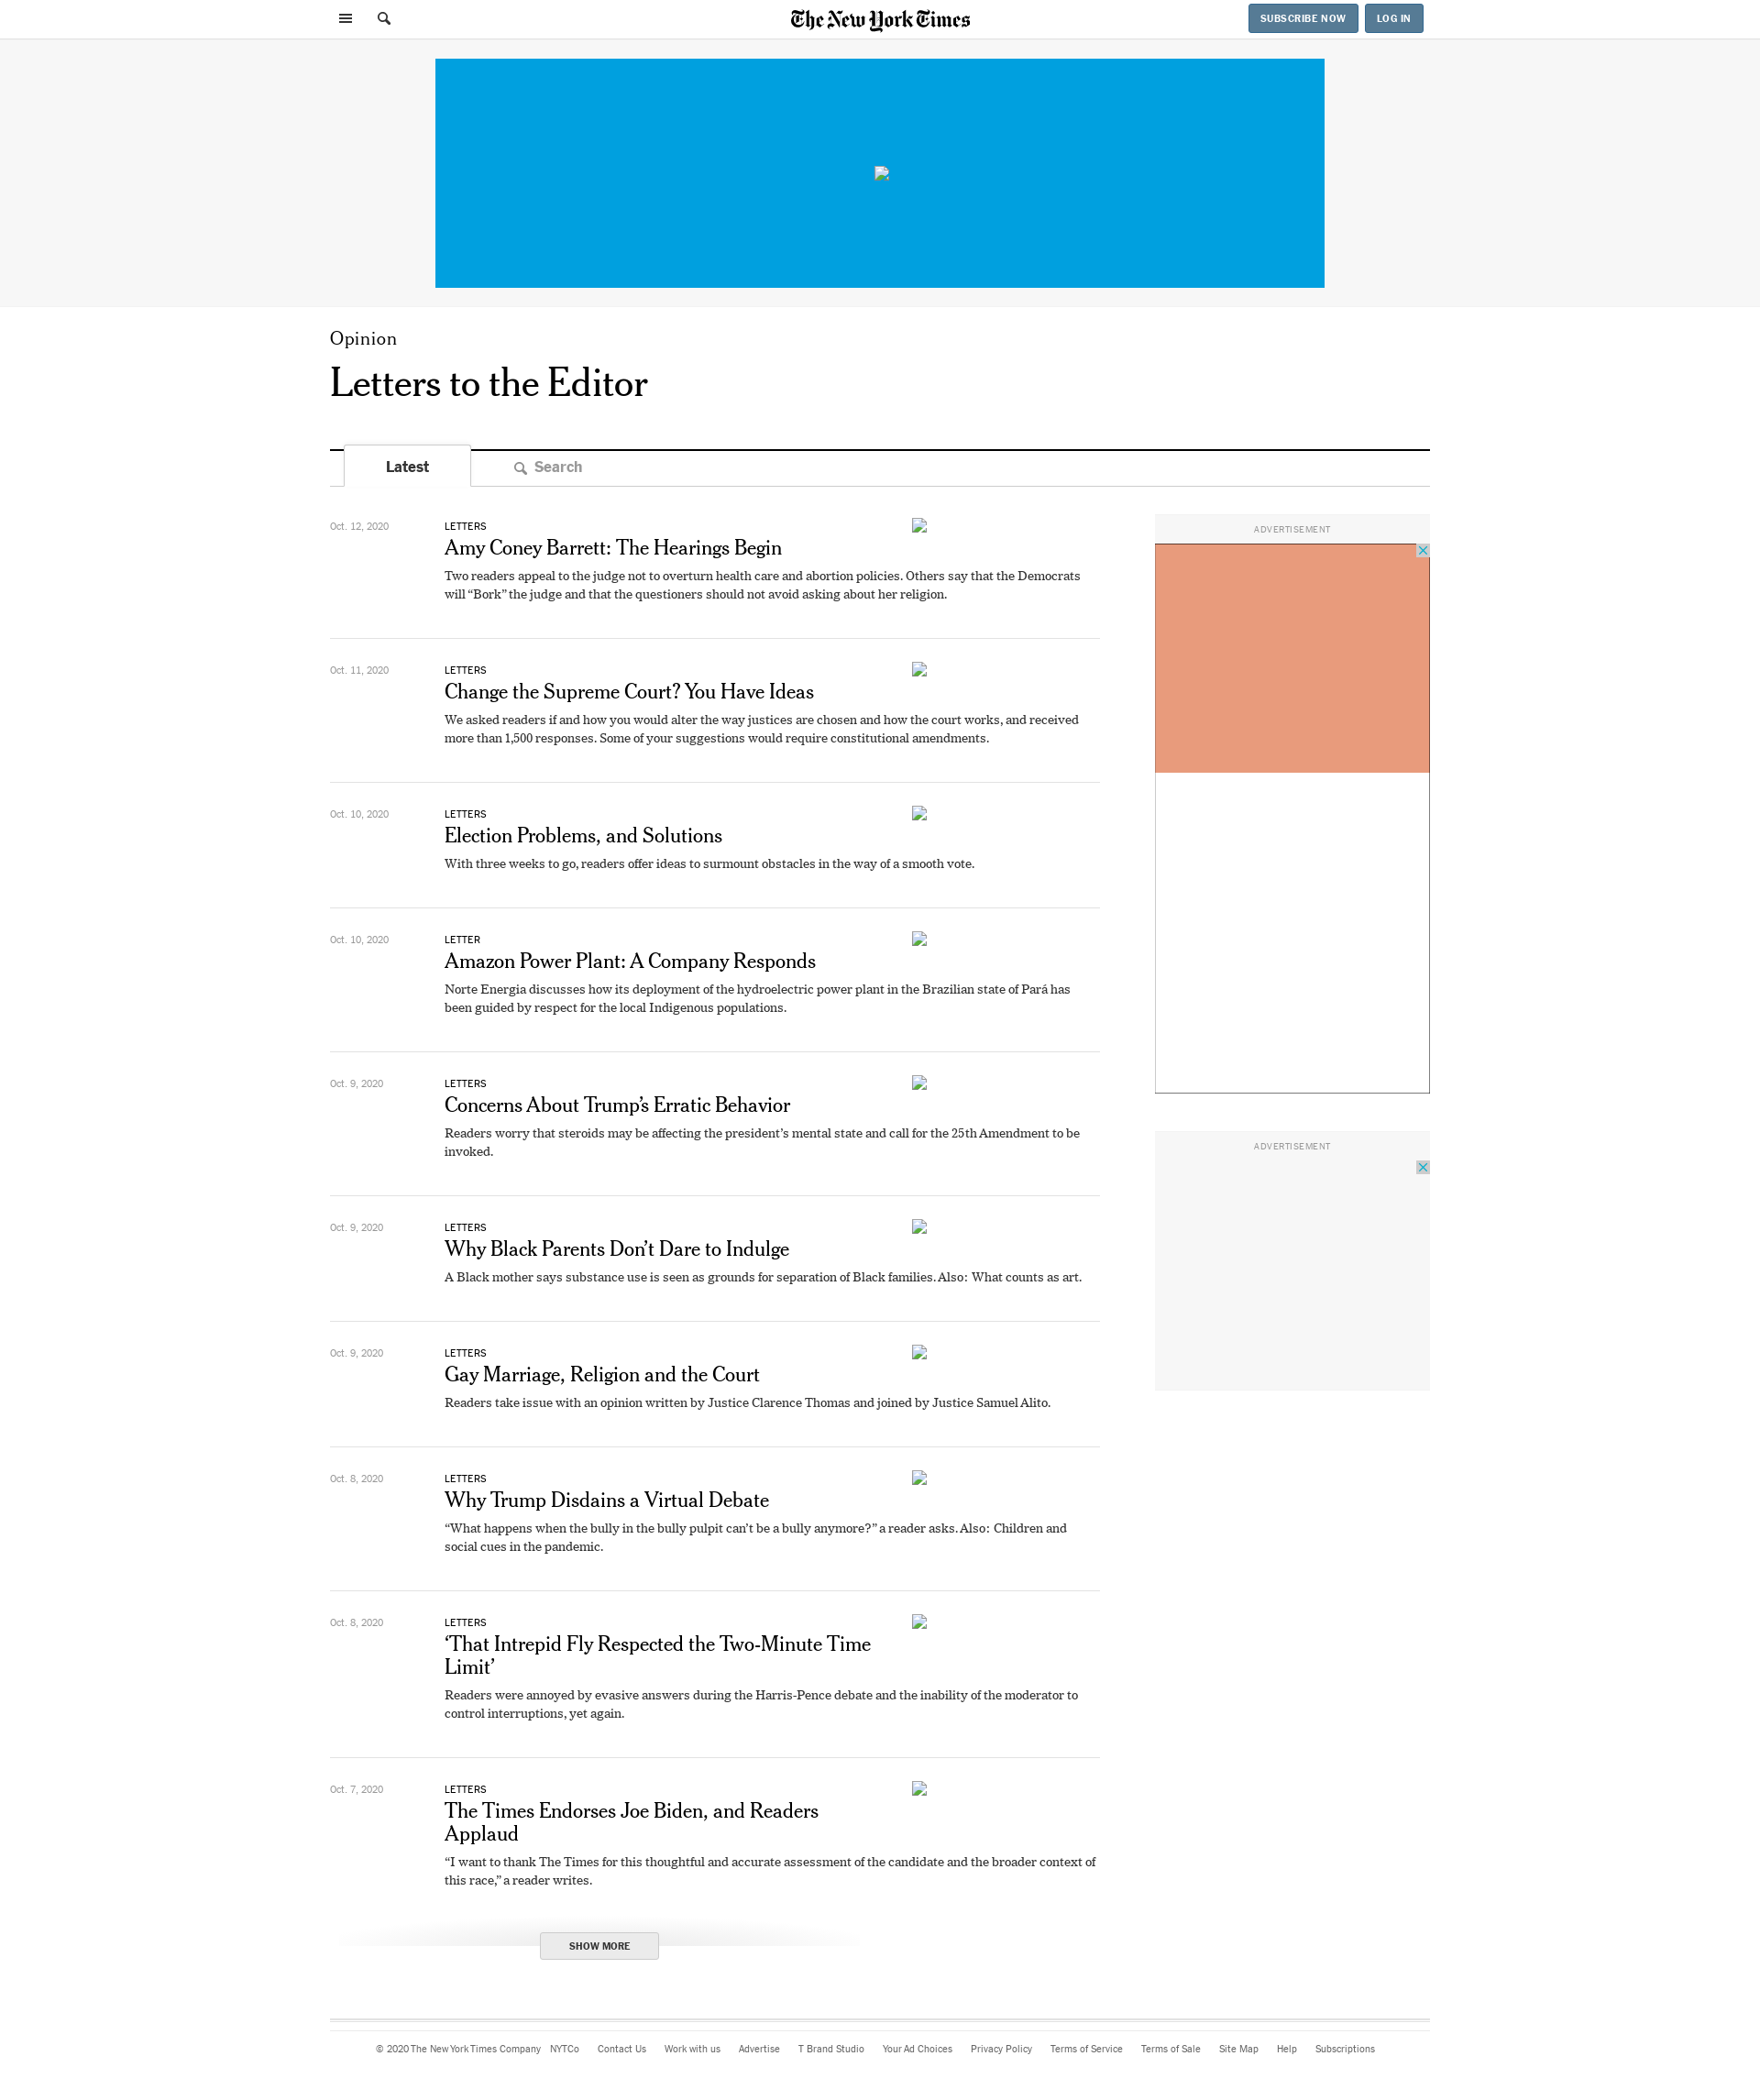 The New York Times
SUBSCRIBE NOW
LOG IN
Opinion
Letters to the Editor
Latest
Search
Oct. 12, 2020
LETTERS
Amy Coney Barrett: The Hearings Begin
Two readers appeal to the judge not to overturn health care and abortion policies. Others say that the Democrats
will “Bork” the judge and that the questioners should not avoid asking about her religion.
ADVERTISEMENT
Oct. 11, 2020
LETTERS
Change the Supreme Court? You Have Ideas
We asked readers if and how you would alter the way justices are chosen and how the court works, and received
more than 1,500 responses. Some of your suggestions would require constitutional amendments.
Oct. 10, 2020
LETTERS
Election Problems, and Solutions
With three weeks to go, readers offer ideas to surmount obstacles in the way of a smooth vote.
Oct. 10, 2020
LETTER
Amazon Power Plant: A Company Responds
Norte Energia discusses how its deployment of the hydroelectric power plant in the Brazilian state of Pará has
been guided by respect for the local Indigenous populations.
Oct. 9, 2020
LETTERS
Concerns About Trump’s Erratic Behavior
Readers worry that steroids may be affecting the president’s mental state and call for the 25th Amendment to be
invoked.
ADVERTISEMENT
Oct. 9, 2020
LETTERS
Why Black Parents Don’t Dare to Indulge
A Black mother says substance use is seen as grounds for separation of Black families. Also: What counts as art.
Oct. 9, 2020
LETTERS
Gay Marriage, Religion and the Court
Readers take issue with an opinion written by Justice Clarence Thomas and joined by Justice Samuel Alito.
Oct. 8, 2020
LETTERS
Why Trump Disdains a Virtual Debate
“What happens when the bully in the bully pulpit can’t be a bully anymore?” a reader asks. Also: Children and
social cues in the pandemic.
Oct. 8, 2020
LETTERS
‘That Intrepid Fly Respected the Two-Minute Time
Limit’
Readers were annoyed by evasive answers during the Harris-Pence debate and the inability of the moderator to
control interruptions, yet again.
Oct. 7, 2020
LETTERS
The Times Endorses Joe Biden, and Readers
Applaud
“I want to thank The Times for this thoughtful and accurate assessment of the candidate and the broader context of
this race,” a reader writes.
SHOW MORE
© 2020 The New York Times Company NYTCo Contact Us Work with us Advertise T Brand Studio Your Ad Choices Privacy Policy Terms of Service Terms of Sale Site Map Help Subscriptions